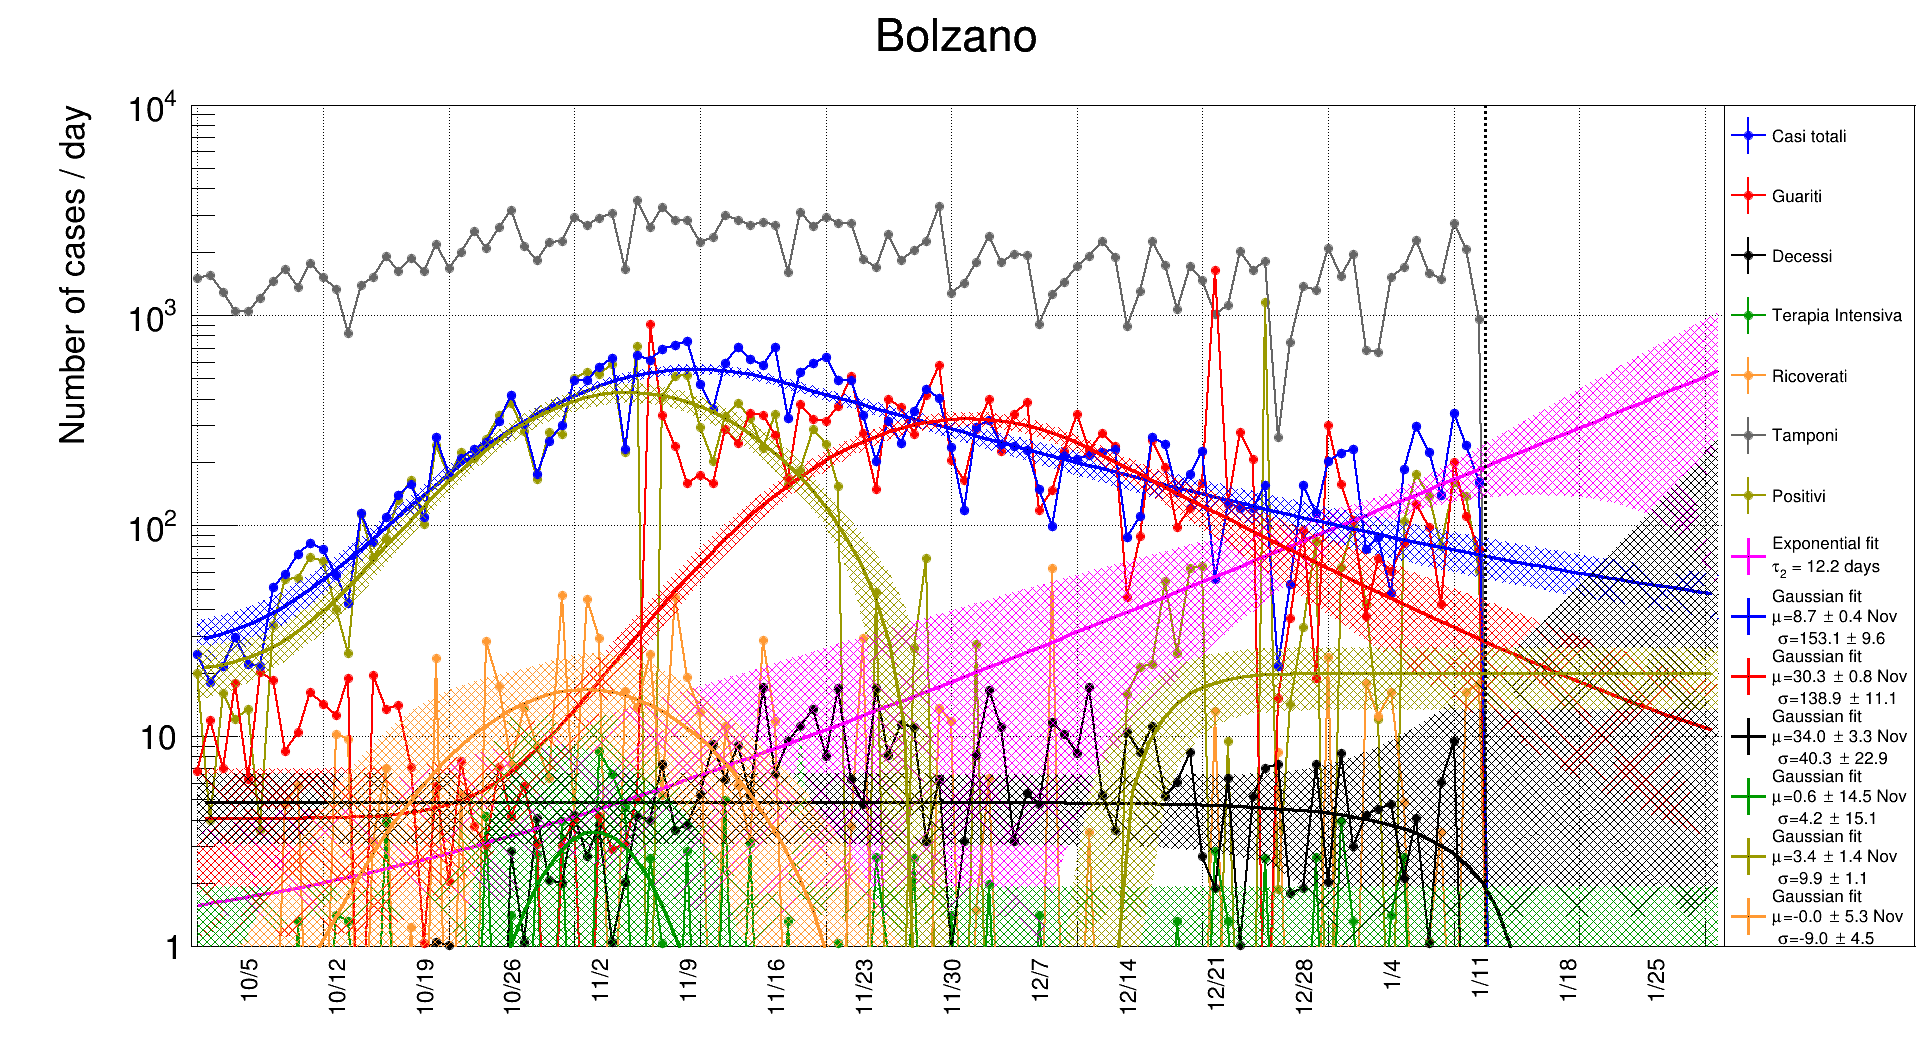 Bolzano
Number of cases / day
10⁴
10³
10²
10
1
10/5
10/12
10/19
10/26
11/2
11/9
11/16
11/23
11/30
12/7
12/14
12/21
12/28
1/4
1/11
1/18
1/25
Casi totali
Guariti
Decessi
Terapia Intensiva
Ricoverati
Tamponi
Positivi
Exponential fit
τ₂ = 12.2 days
Gaussian fit
μ=8.7 ± 0.4 Nov
σ=153.1 ± 9.6
Gaussian fit
μ=30.3 ± 0.8 Nov
σ=138.9 ± 11.1
Gaussian fit
μ=34.0 ± 3.3 Nov
σ=40.3 ± 22.9
Gaussian fit
μ=0.6 ± 14.5 Nov
σ=4.2 ± 15.1
Gaussian fit
μ=3.4 ± 1.4 Nov
σ=9.9 ± 1.1
Gaussian fit
μ=-0.0 ± 5.3 Nov
σ=-9.0 ± 4.5